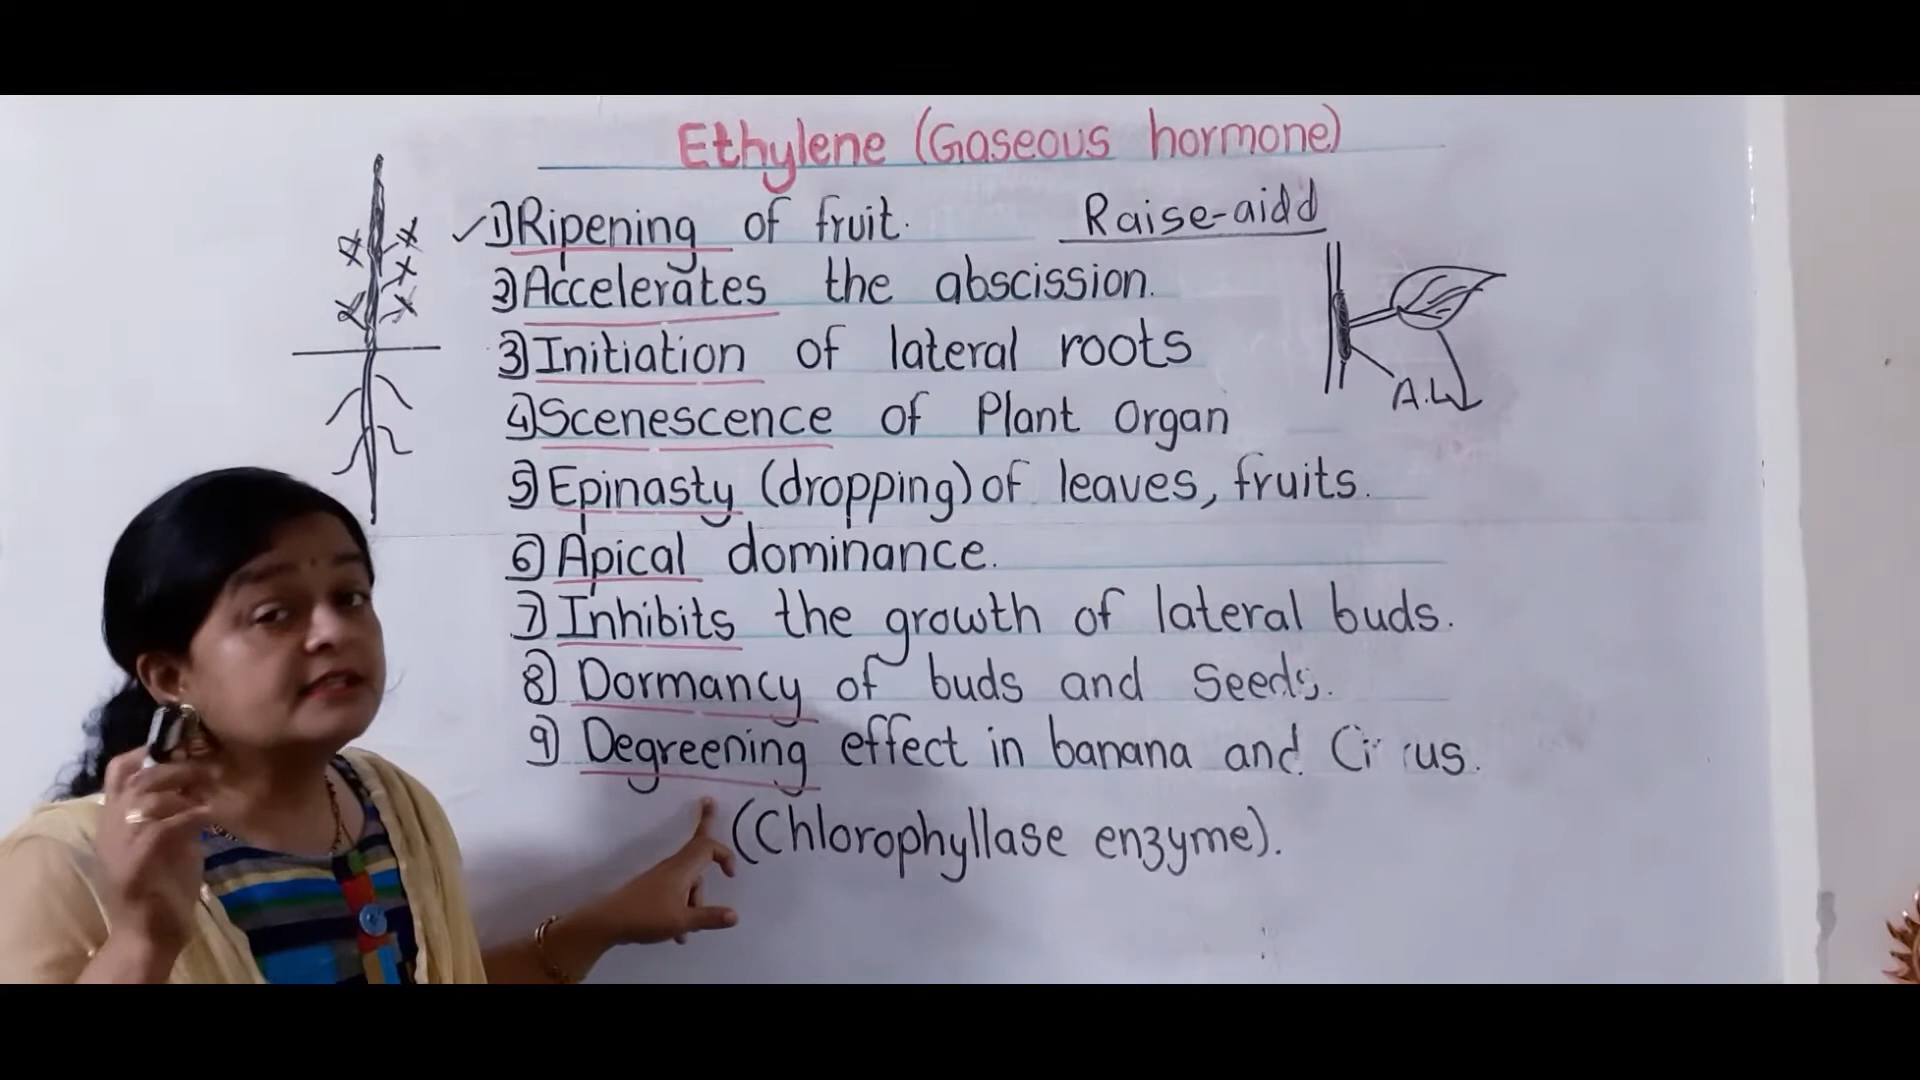 Ethylene (Gaseous hormone)
1) Ripening of fruit.
Raise-aidd
2) Accelerates the abscission.
3) Initiation of lateral roots
4) Scenescence of Plant Organ
A.L
5) Epinasty (dropping) of leaves, fruits.
6) Apical dominance.
7) Inhibits the growth of lateral buds.
8) Dormancy of buds and Seeds.
9) Degreening effect in banana and
(Chlorophyllase enzyme).